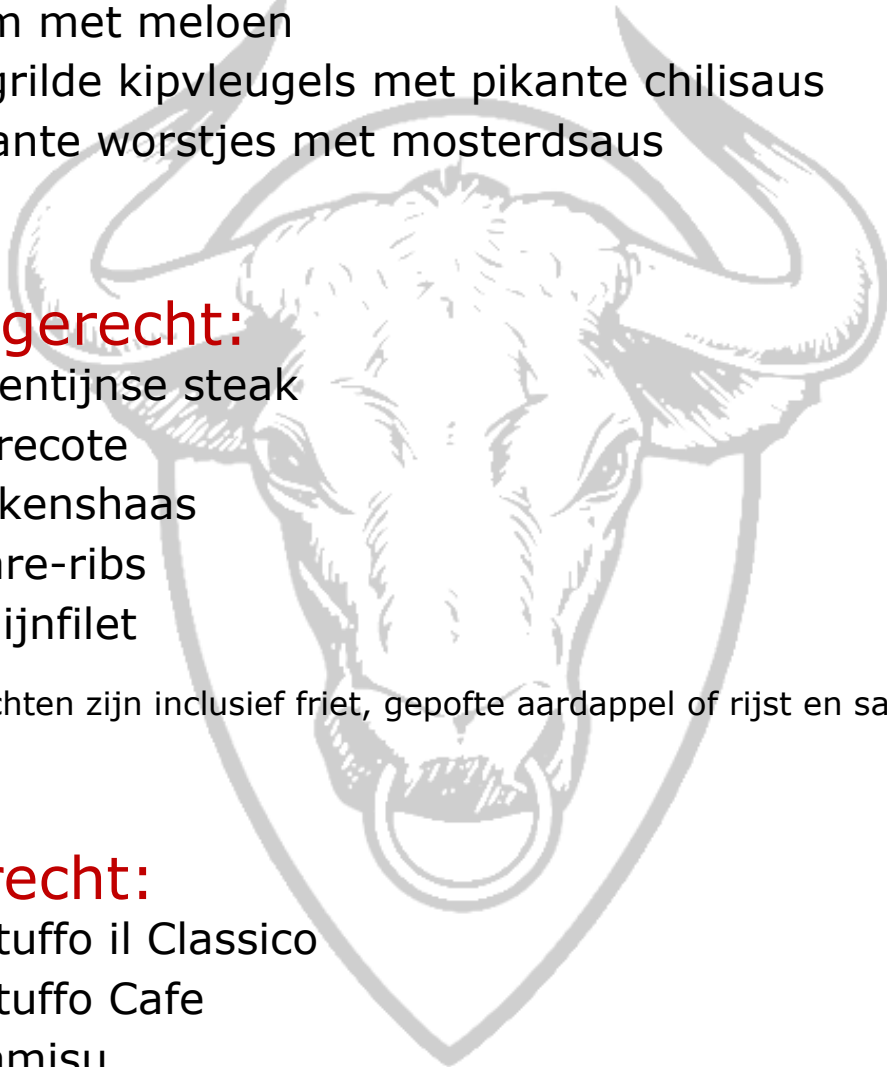 m met meloen
grilde kipvleugels met pikante chilisaus
ante worstjes met mosterdsaus
gerecht:
entijnse steak
recote
kenshaas
are-ribs
ijnfilet
chten zijn inclusief friet, gepofte aardappel of rijst en sa
recht:
tuffo il Classico
tuffo Cafe
amisu